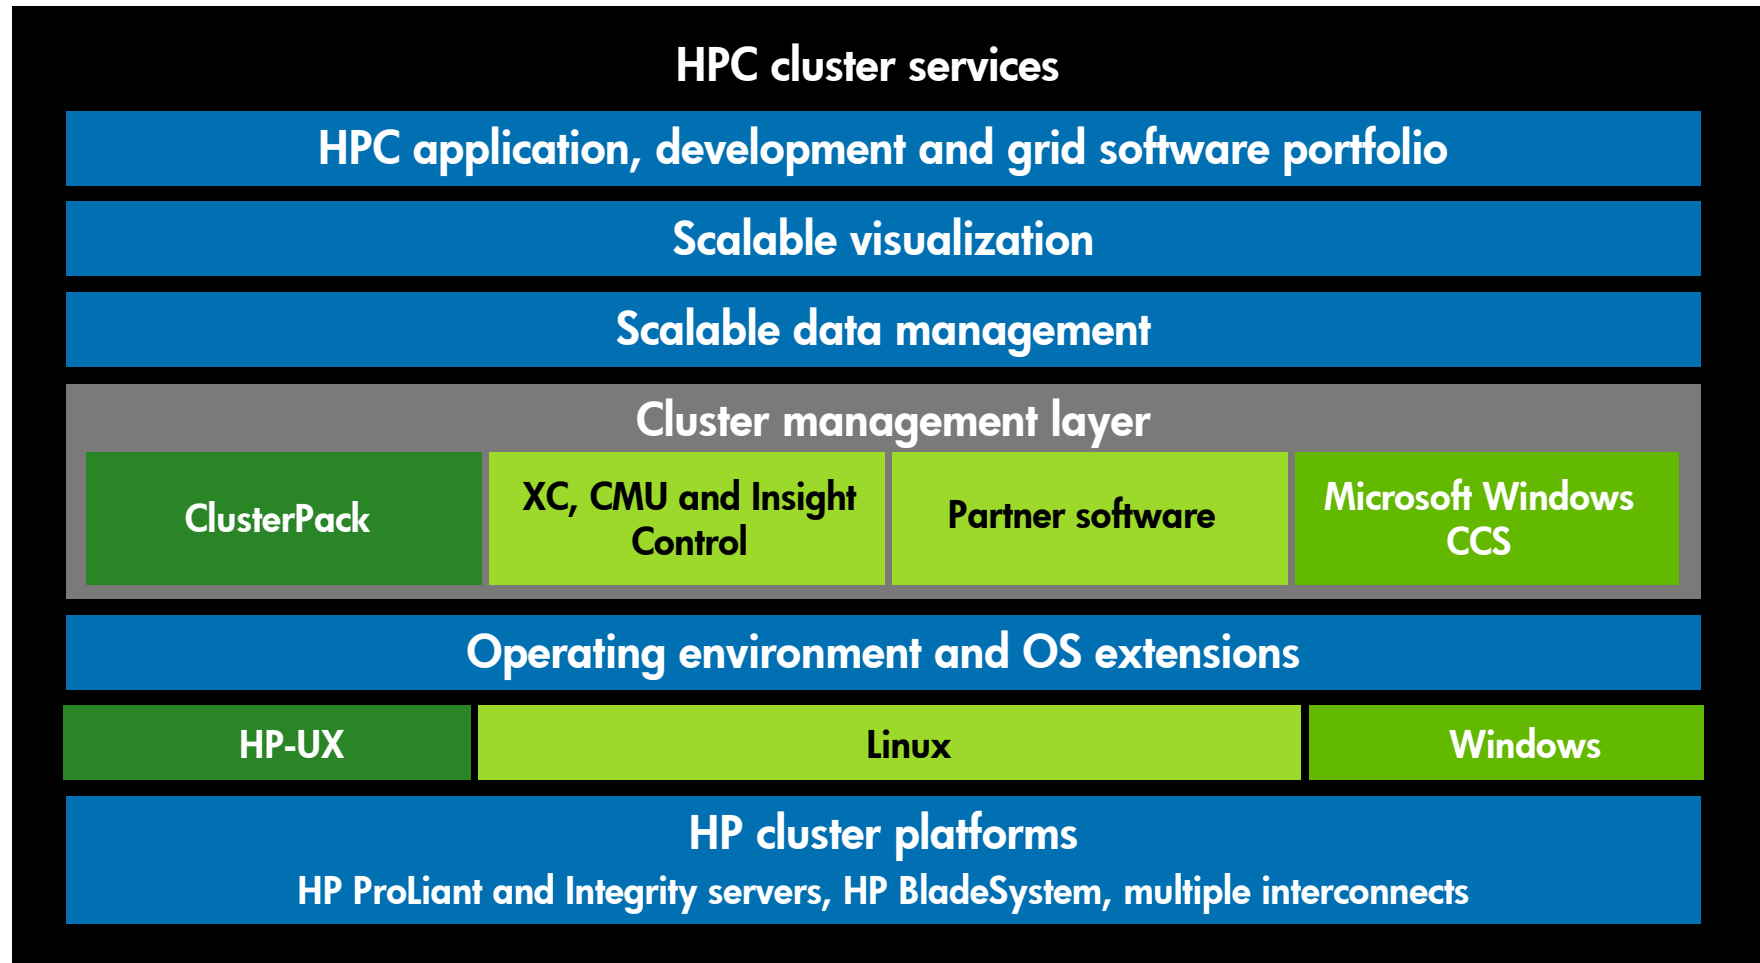 HPC cluster services
HPC application, development and grid software portfolio
Scalable visualization
Scalable data management
Cluster management layer
ClusterPack
XC, CMU and Insight
Control
Partner software
Microsoft Windows
CCS
Operating environment and OS extensions
HP-UX
Linux
Windows
HP cluster platforms
HP ProLiant and Integrity servers, HP BladeSystem, multiple interconnects